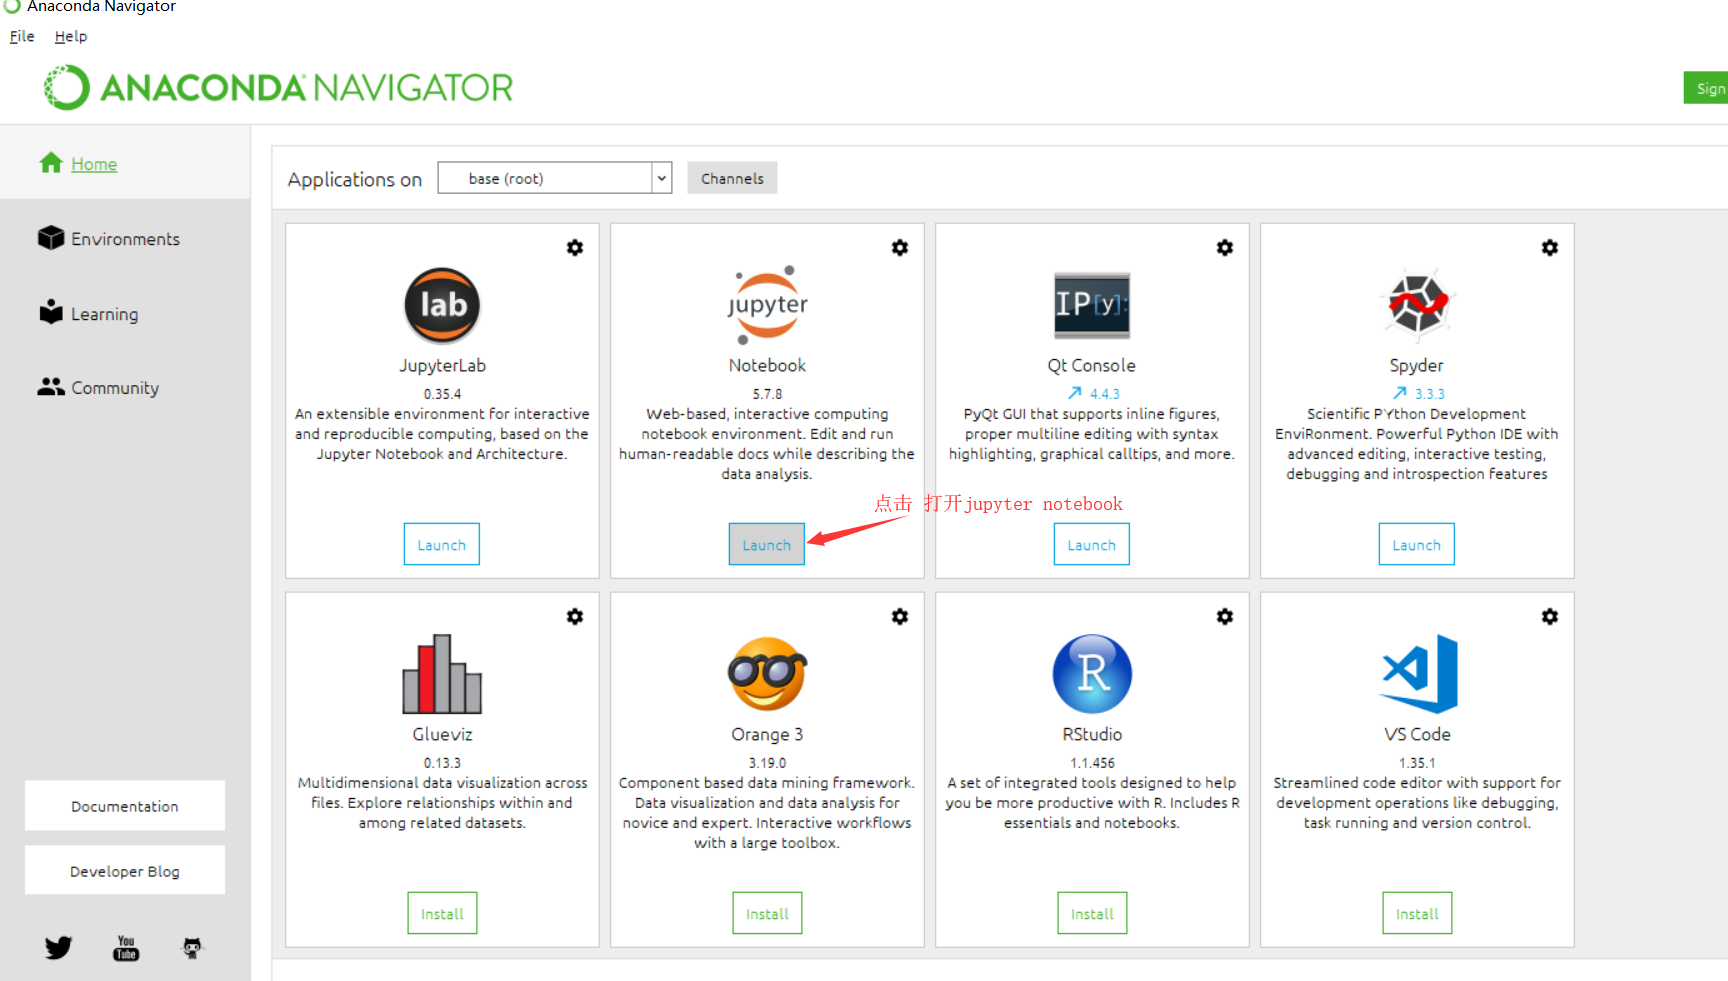 Anaconda Navigator
File Help
ANACONDA NAVIGATOR
Sign
Home
Environments
Learning
Community
Documentation
Developer Blog
You
Tube
Applications on base (root) Channels
lab
JupyterLab
0.35.4
An extensible environment for interactive
and reproducible computing, based on the
Jupyter Notebook and Architecture.
Launch
jupyter
Notebook
5.7.8
Web-based, interactive computing
notebook environment. Edit and run
human-readable docs while describing the
data analysis.
点击 打开jupyter notebook
Launch
IP[y]:
Qt Console
4.4.3
PyQt GUI that supports inline figures,
proper multiline editing with syntax
highlighting, graphical calltips, and more.
Launch
Spyder
3.3.3
Scientific PYthon Development
EnviRonment. Powerful Python IDE with
advanced editing, interactive testing,
debugging and introspection features
Launch
Glueviz
0.13.3
Multidimensional data visualization across
files. Explore relationships within and
among related datasets.
Install
Orange 3
3.19.0
Component based data mining framework.
Data visualization and data analysis for
novice and expert. Interactive workflows
with a large toolbox.
Install
R
RStudio
1.1.456
A set of integrated tools designed to help
you be more productive with R. Includes R
essentials and notebooks.
Install
VS Code
1.35.1
Streamlined code editor with support for
development operations like debugging,
task running and version control.
Install